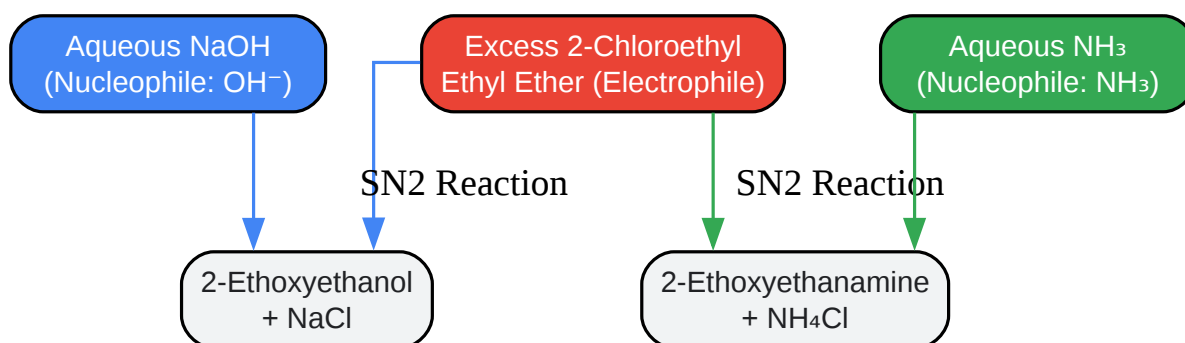 Aqueous NaOH
(Nucleophile: OH⁻)
Excess 2-Chloroethyl
Ethyl Ether (Electrophile)
Aqueous NH₃
(Nucleophile: NH₃)
SN2 Reaction
SN2 Reaction
2-Ethoxyethanol
+ NaCl
2-Ethoxyethanamine
+ NH₄Cl